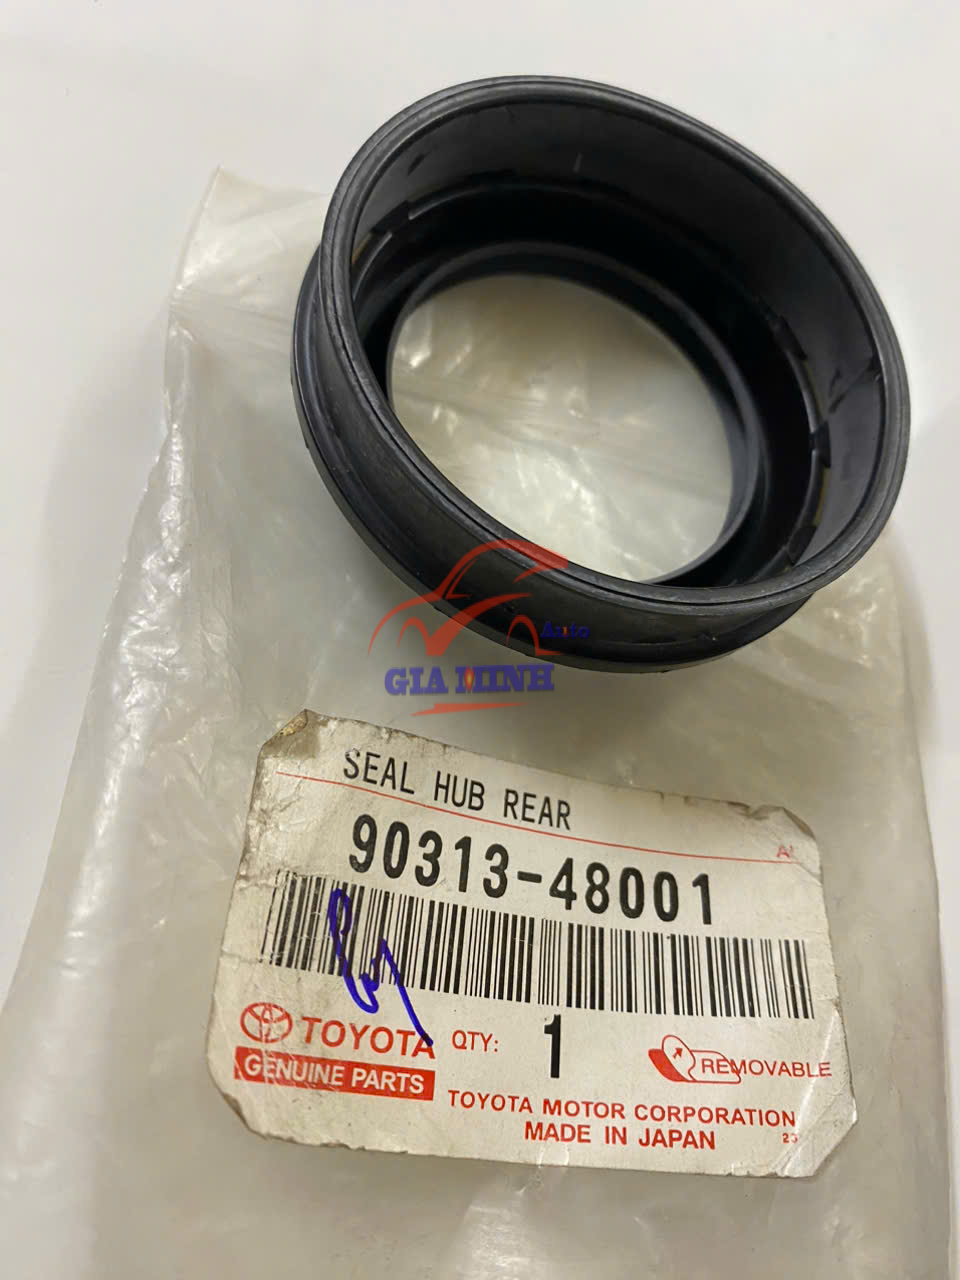 Auto
GIA MINH
SEAL HUB REAR
90313-48001
TOYOTA
GENUINE PARTS
QTY: 1
REMOVABLE
TOYOTA MOTOR CORPORATION
MADE IN JAPAN